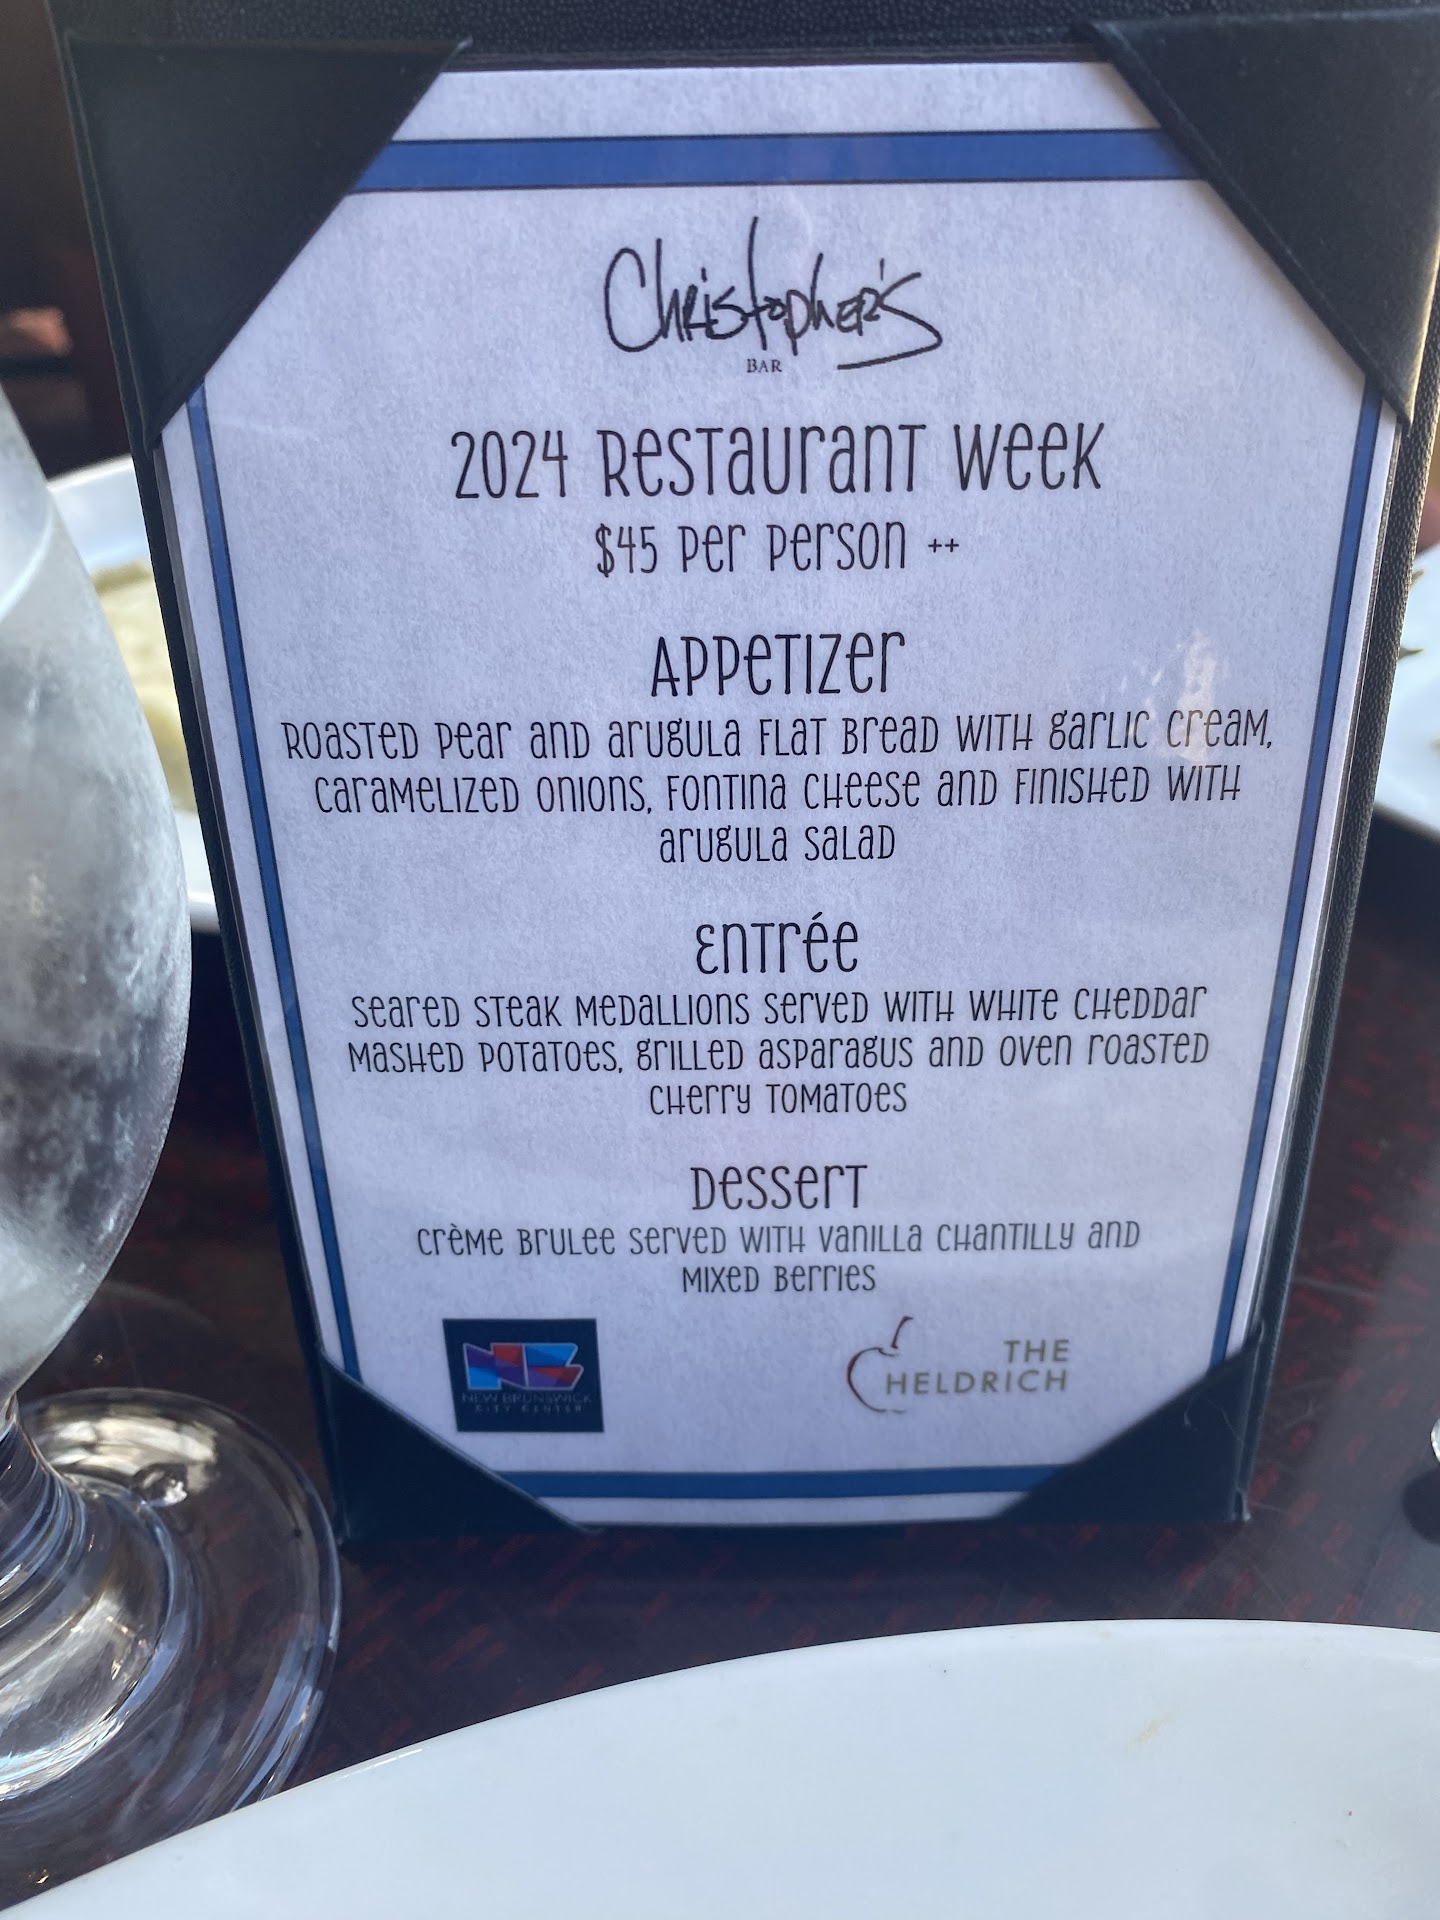 Christopher's
BAR
2024 Restaurant Week
$45 per person ++
Appetizer
Roasted pear and arugula flat bread with garlic cream,
caramelized onions, fontina cheese and finished with
arugula salad
Entrée
Seared steak medallions served with white cheddar
mashed potatoes, grilled asparagus and oven roasted
cherry tomatoes
Dessert
Crème brulee served with vanilla chantilly and
mixed berries
NB
NEW BRUNSWICK
CITY CENTER
THE
HELDRICH